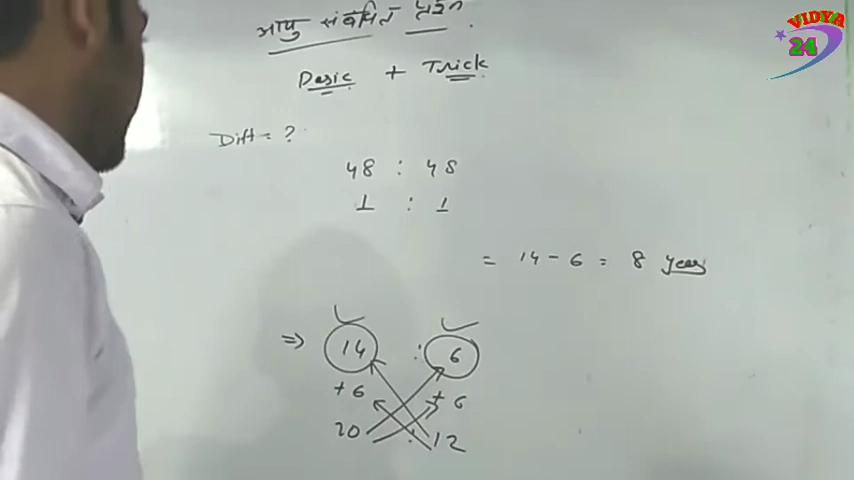 VIDYA
24
आयु संबंधित प्रश्न
Basic + Trick
Diff = ?
48 : 48
1 : 1
= 14 - 6 = 8 years
⇒ 14 : 6
+6 + 6
20 : 12